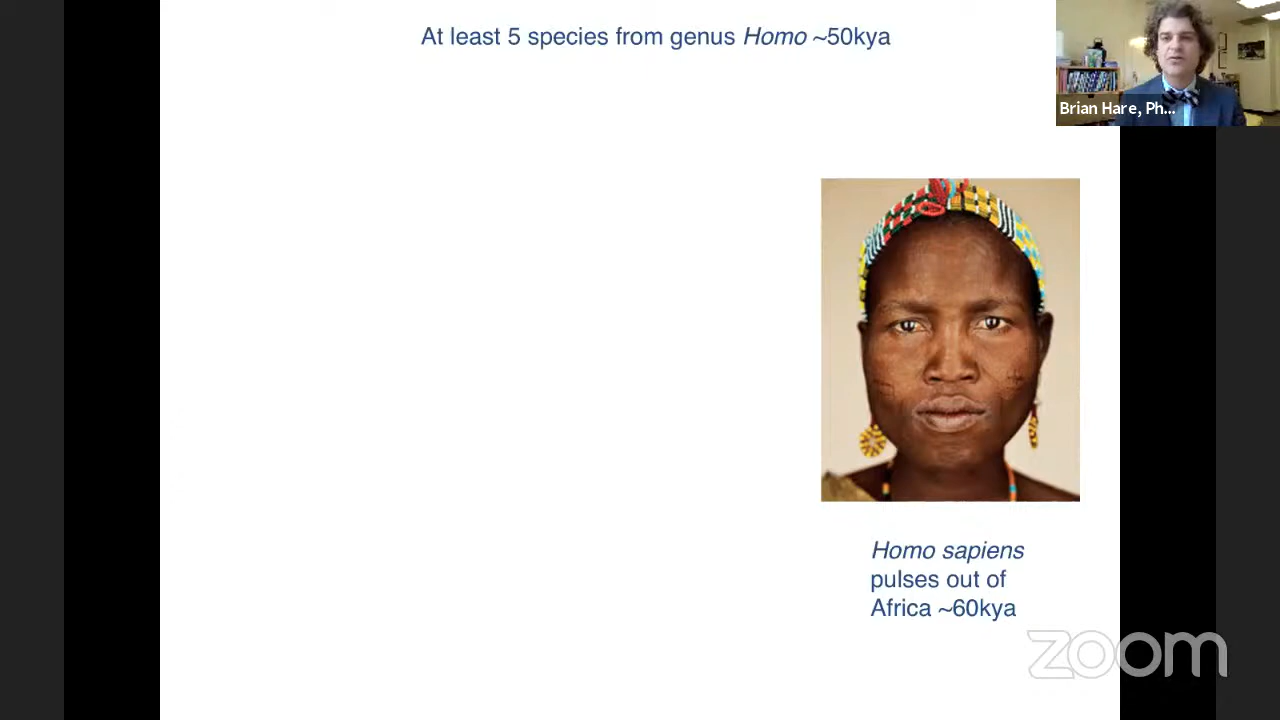 At least 5 species from genus Homo ~50kya
Brian Hare, Ph...
Homo sapiens
pulses out of
Africa ~60kya
zoom